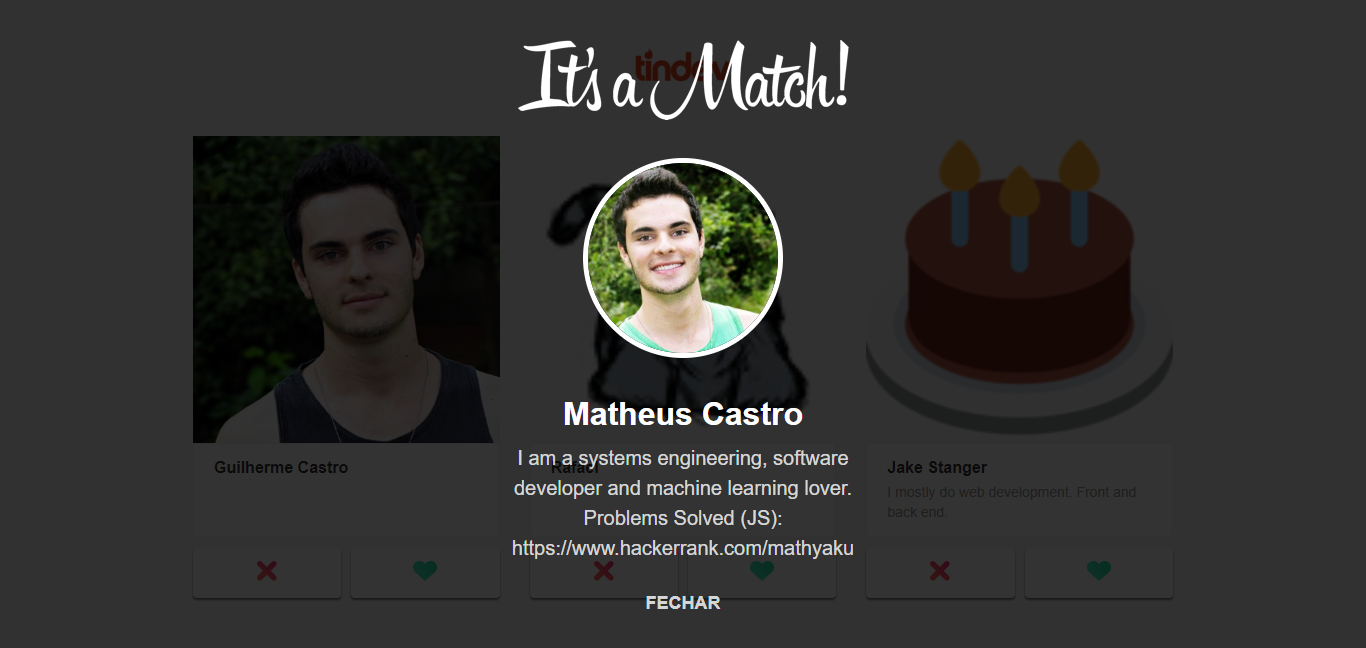 tindev
It's a Match!
Matheus Castro
I am a systems engineering, software
developer and machine learning lover.
Problems Solved (JS):
https://www.hackerrank.com/mathyaku
FECHAR
Guilherme Castro
Rafael
Jake Stanger
I mostly do web development. Front and
back end.